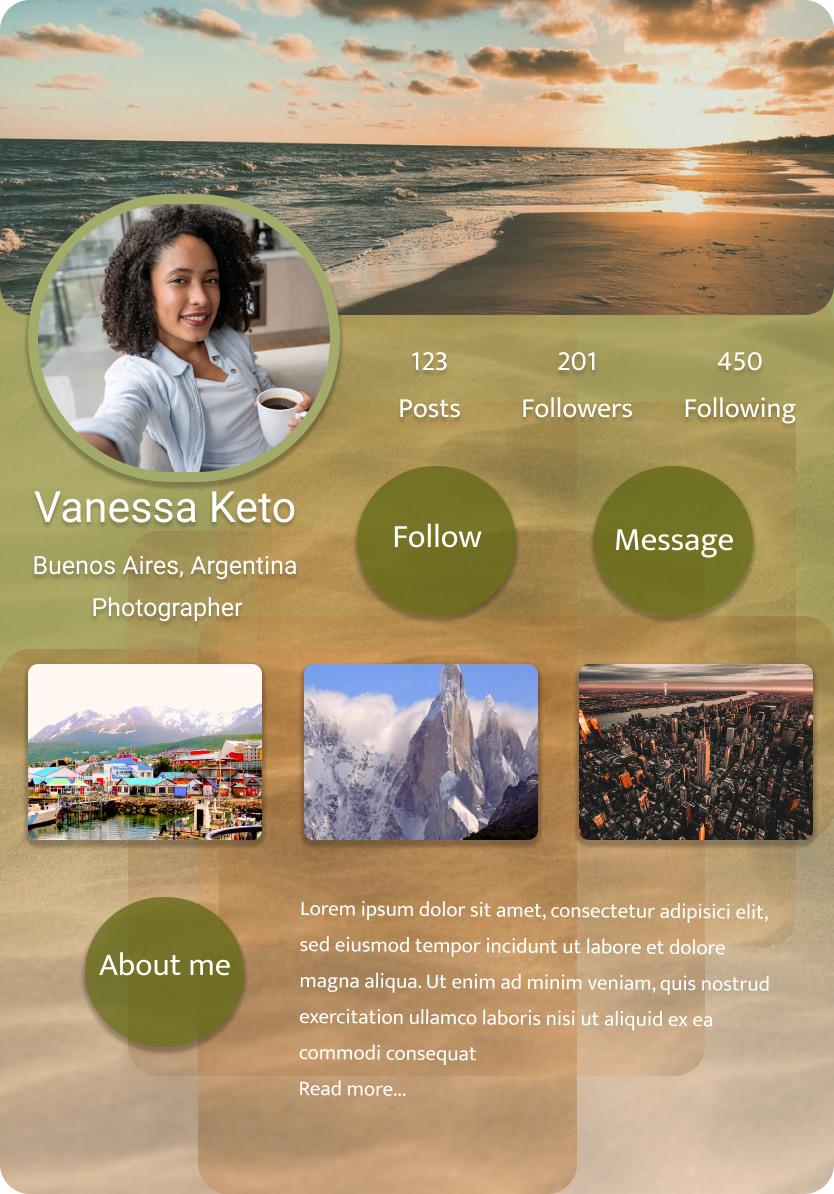 123
201
450
Posts
Followers
Following
Vanessa Keto
Buenos Aires, Argentina
Photographer
Follow
Message
About me
Lorem ipsum dolor sit amet, consectetur adipisici elit,
sed eiusmod tempor incidunt ut labore et dolore
magna aliqua. Ut enim ad minim veniam, quis nostrud
exercitation ullamco laboris nisi ut aliquid ex ea
commodi consequat
Read more...